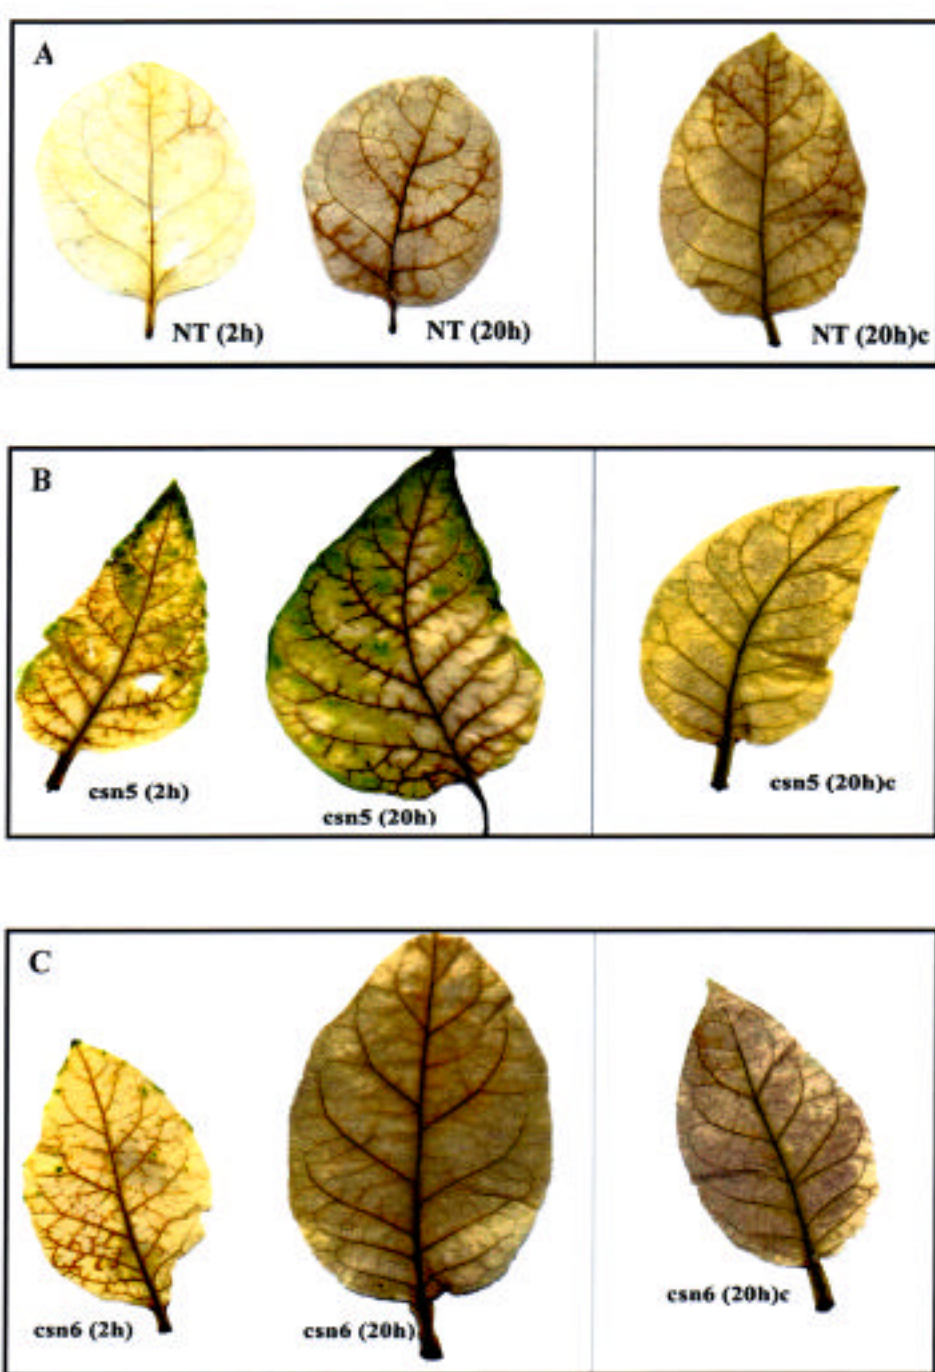 A
NT (2h)
NT (20h)
NT (20h)c
B
csn5 (2h)
csn5 (20h)
csn5 (20h)c
C
csn6 (2h)
csn6 (20h)
csn6 (20h)c